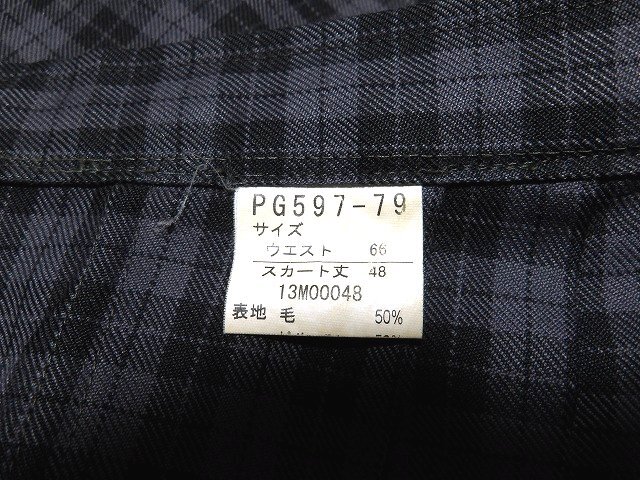 PG597-79
サイズ
ウエスト 66
スカート丈 48
13M00048
表地 毛 50%